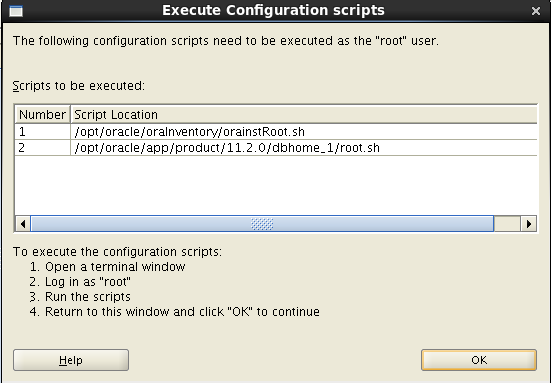 Execute Configuration scripts
The following configuration scripts need to be executed as the "root" user.
Scripts to be executed:
Number Script Location
1 /opt/oracle/oraInventory/orainstRoot.sh
2 /opt/oracle/app/product/11.2.0/dbhome_1/root.sh
To execute the configuration scripts:
1. Open a terminal window
2. Log in as "root"
3. Run the scripts
4. Return to this window and click "OK" to continue
Help OK